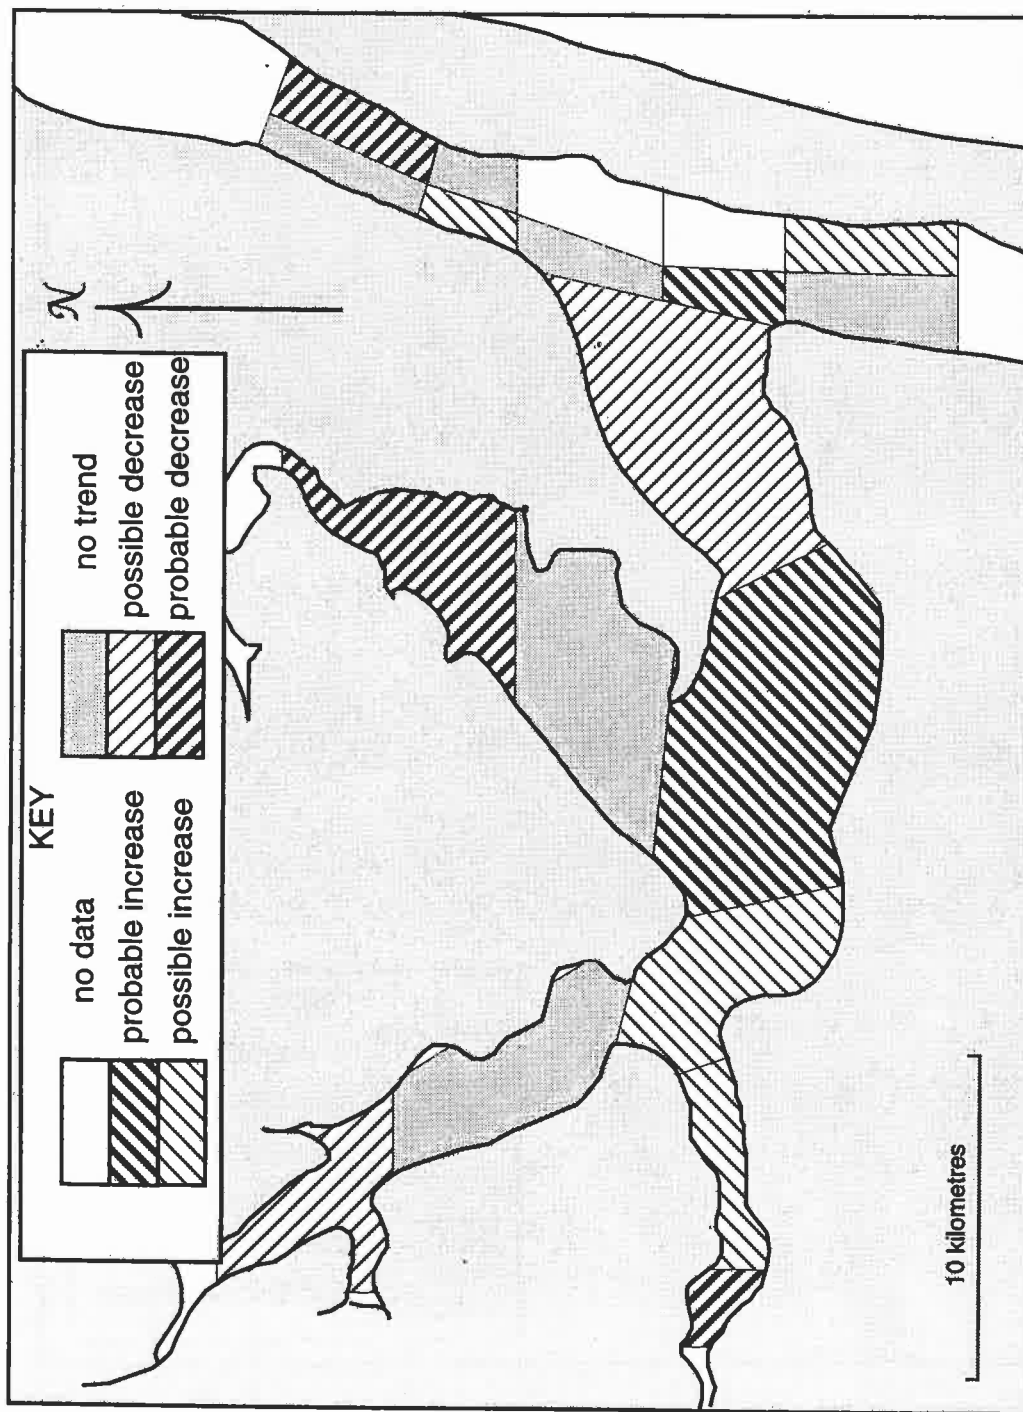 N
KEY
no data
probable increase
possible increase
no trend
possible decrease
probable decrease
10 kilometres